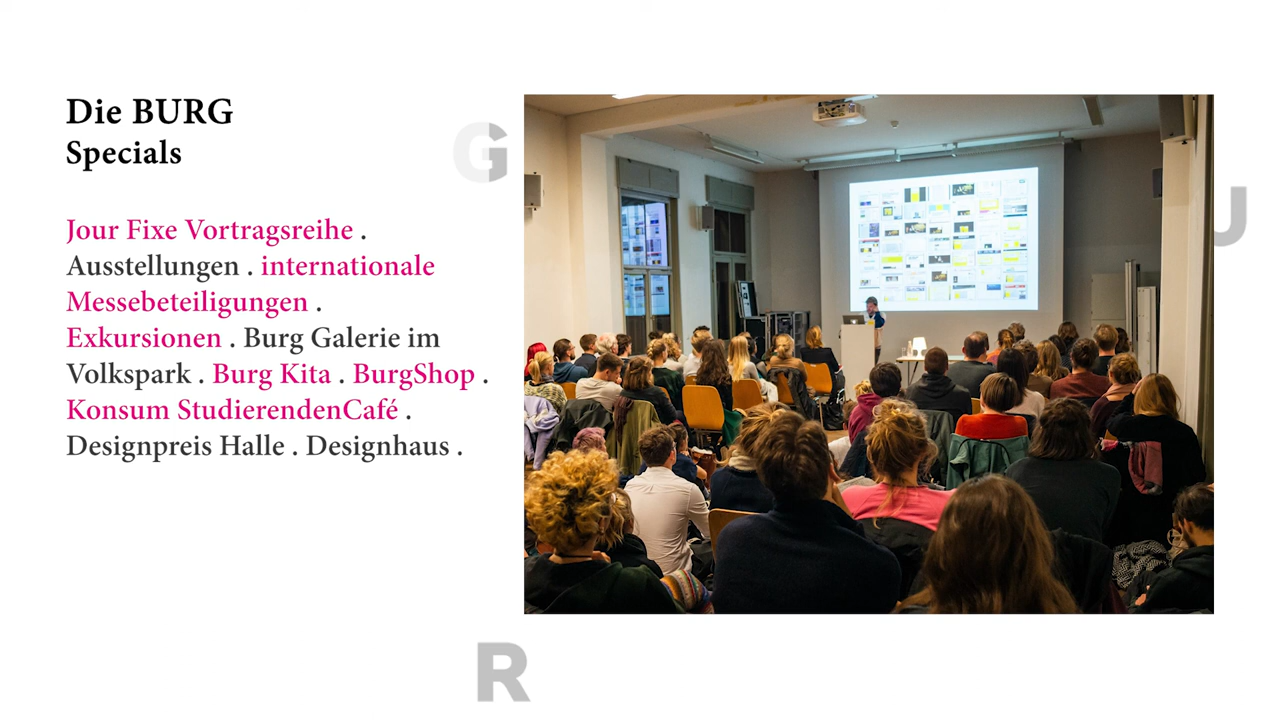 Die BURG
Specials
Jour Fixe Vortragsreihe .
Ausstellungen . internationale
Messebeteiligungen .
Exkursionen . Burg Galerie im
Volkspark . Burg Kita . BurgShop .
Konsum StudierendenCafé .
Designpreis Halle . Designhaus .
G
U
R